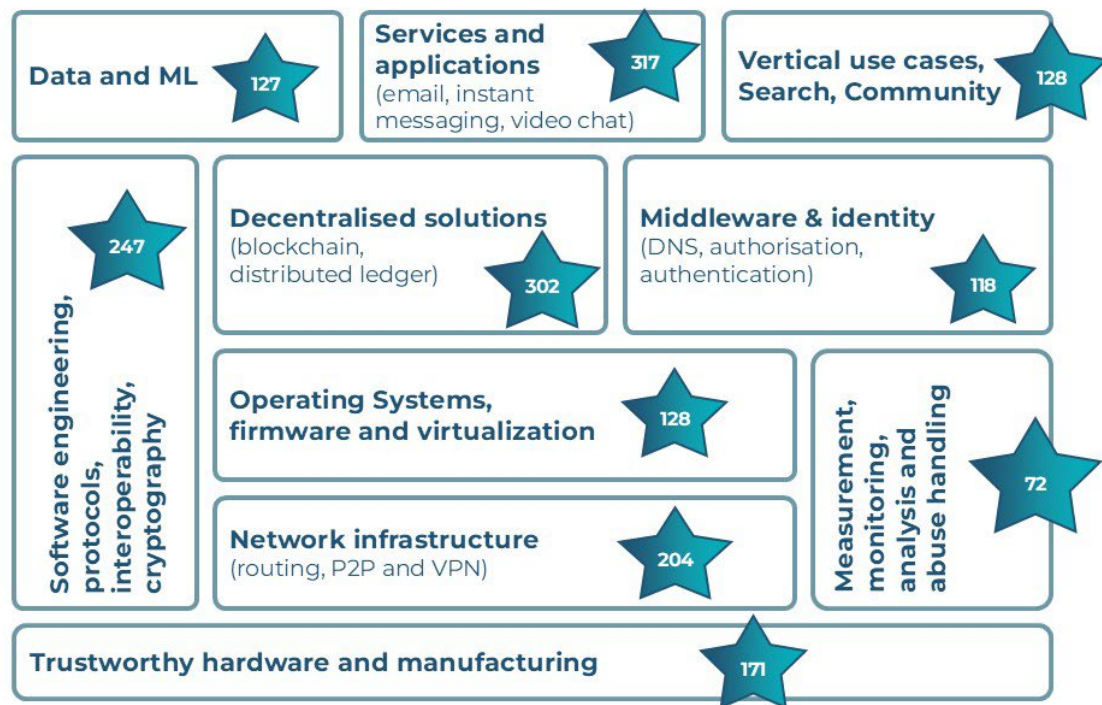 Data and ML
127
Services and
applications
(email, instant
messaging, video chat)
317
Vertical use cases,
Search, Community
128
Software engineering,
protocols,
interoperability,
cryptography
247
Decentralised solutions
(blockchain,
distributed ledger)
302
Middleware & identity
(DNS, authorisation,
authentication)
118
Operating Systems,
firmware and virtualization
128
Measurement,
monitoring,
analysis and
abuse handling
72
Network infrastructure
(routing, P2P and VPN)
204
Trustworthy hardware and manufacturing
171